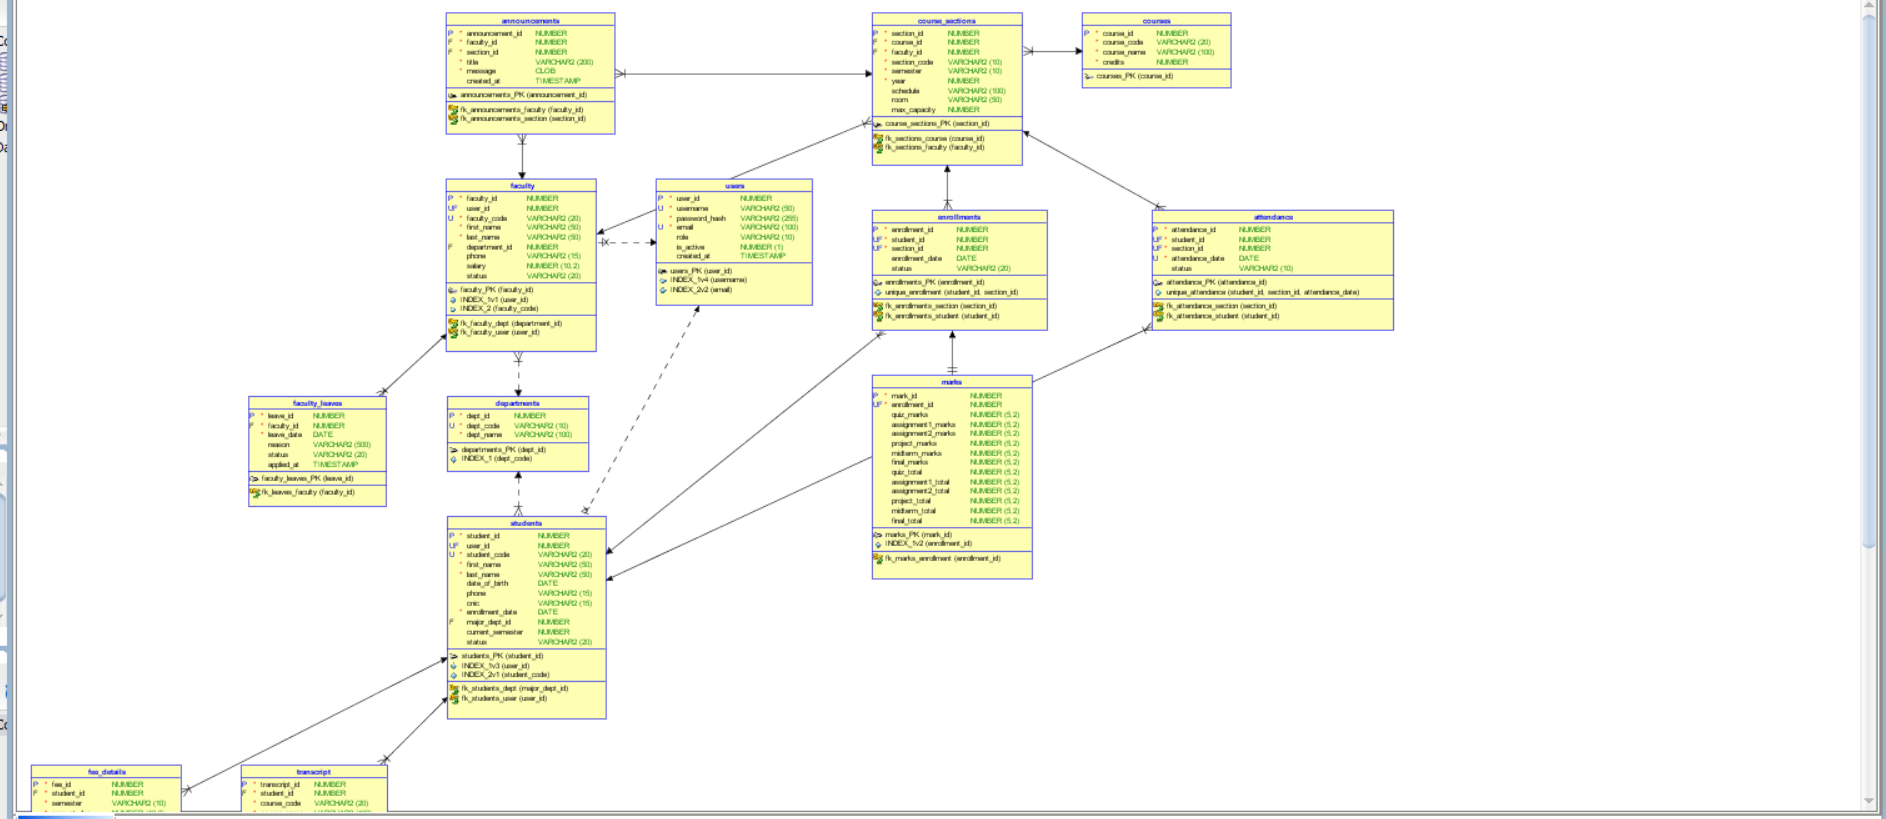 announcements
P * announcement_id NUMBER
F * faculty_id NUMBER
F * section_id NUMBER
* title VARCHAR2 (200)
* message CLOB
created_at TIMESTAMP
announcements_PK (announcement_id)
fk_announcements_faculty (faculty_id)
fk_announcements_section (section_id)
course_sections
P * section_id NUMBER
F * course_id NUMBER
F * faculty_id NUMBER
* section_code VARCHAR2 (10)
* semester VARCHAR2 (10)
* year NUMBER
schedule VARCHAR2 (100)
room VARCHAR2 (50)
max_capacity NUMBER
course_sections_PK (section_id)
fk_sections_course (course_id)
fk_sections_faculty (faculty_id)
courses
P * course_id NUMBER
* course_code VARCHAR2 (20)
* course_name VARCHAR2 (100)
* credits NUMBER
courses_PK (course_id)
faculty
P * faculty_id NUMBER
UF * user_id NUMBER
U * faculty_code VARCHAR2 (20)
* first_name VARCHAR2 (50)
* last_name VARCHAR2 (50)
F department_id NUMBER
phone VARCHAR2 (15)
salary NUMBER (10,2)
status VARCHAR2 (20)
faculty_PK (faculty_id)
INDEX_1v1 (user_id)
INDEX_2 (faculty_code)
fk_faculty_dept (department_id)
fk_faculty_user (user_id)
users
P * user_id NUMBER
U * username VARCHAR2 (50)
* password_hash VARCHAR2 (255)
U * email VARCHAR2 (100)
role VARCHAR2 (10)
is_active NUMBER (1)
created_at TIMESTAMP
users_PK (user_id)
INDEX_1v4 (username)
INDEX_2v2 (email)
enrollments
P * enrollment_id NUMBER
UF * student_id NUMBER
UF * section_id NUMBER
enrollment_date DATE
status VARCHAR2 (20)
enrollments_PK (enrollment_id)
unique_enrollment (student_id, section_id)
fk_enrollments_section (section_id)
fk_enrollments_student (student_id)
attendance
P * attendance_id NUMBER
UF * student_id NUMBER
UF * section_id NUMBER
U * attendance_date DATE
status VARCHAR2 (10)
attendance_PK (attendance_id)
unique_attendance (student_id, section_id, attendance_date)
fk_attendance_section (section_id)
fk_attendance_student (student_id)
faculty_leaves
P * leave_id NUMBER
F * faculty_id NUMBER
* leave_date DATE
reason VARCHAR2 (500)
status VARCHAR2 (20)
applied_at TIMESTAMP
faculty_leaves_PK (leave_id)
fk_leaves_faculty (faculty_id)
departments
P * dept_id NUMBER
U * dept_code VARCHAR2 (10)
* dept_name VARCHAR2 (100)
departments_PK (dept_id)
INDEX_1 (dept_code)
marks
P * mark_id NUMBER
UF * enrollment_id NUMBER
quiz_marks NUMBER (5,2)
assignment1_marks NUMBER (5,2)
assignment2_marks NUMBER (5,2)
project_marks NUMBER (5,2)
midterm_marks NUMBER (5,2)
final_marks NUMBER (5,2)
quiz_total NUMBER (5,2)
assignment1_total NUMBER (5,2)
assignment2_total NUMBER (5,2)
project_total NUMBER (5,2)
midterm_total NUMBER (5,2)
final_total NUMBER (5,2)
marks_PK (mark_id)
INDEX_1v2 (enrollment_id)
fk_marks_enrollment (enrollment_id)
students
P * student_id NUMBER
UF * user_id NUMBER
U * student_code VARCHAR2 (20)
* first_name VARCHAR2 (50)
* last_name VARCHAR2 (50)
date_of_birth DATE
phone VARCHAR2 (15)
cnic VARCHAR2 (15)
* enrollment_date DATE
F major_dept_id NUMBER
current_semester NUMBER
status VARCHAR2 (20)
students_PK (student_id)
INDEX_1v3 (user_id)
INDEX_2v1 (student_code)
fk_students_dept (major_dept_id)
fk_students_user (user_id)
fee_details
P * fee_id NUMBER
F * student_id NUMBER
* semester VARCHAR2 (10)
transcript
P * transcript_id NUMBER
F * student_id NUMBER
* course_code VARCHAR2 (20)